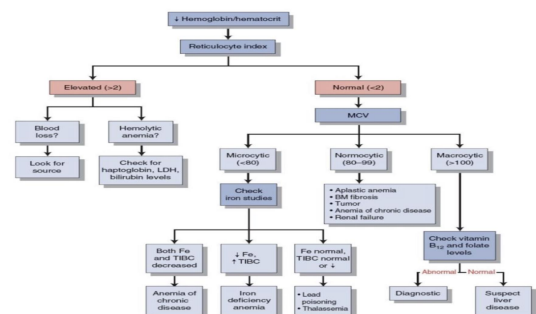 ↓ Hemoglobin/hematocrit
Reticulocyte index
Elevated (>2)
Normal (<2)
Blood
loss?
Hemolytic
anemia?
MCV
Look for
source
Check for
haptoglobin, LDH,
bilirubin levels
Microcytic
(<80)
Normocytic
(80–99)
Macrocytic
(>100)
Check
iron studies
• Aplastic anemia
• BM fibrosis
• Tumor
• Anemia of chronic disease
• Renal failure
Check vitamin
B12 and folate
levels
Both Fe
and TIBC
decreased
↓ Fe,
↑ TIBC
Fe normal,
TIBC normal
or ↓
Abnormal
Normal
Anemia of
chronic
disease
Iron
deficiency
anemia
• Lead
poisoning
• Thalassemia
Diagnostic
Suspect
liver
disease